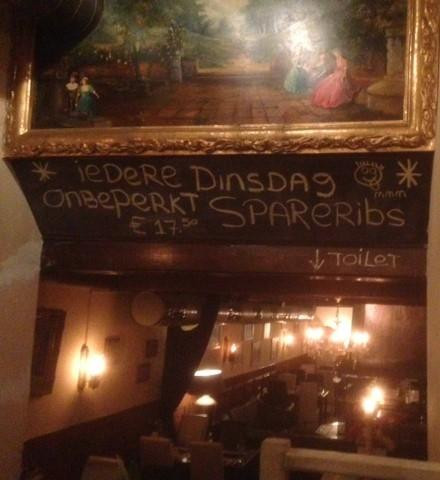 iEDERE DiNSDAG
ONBEPERKT SPARERibS
€ 17.50
mmm
↓ TOiLET